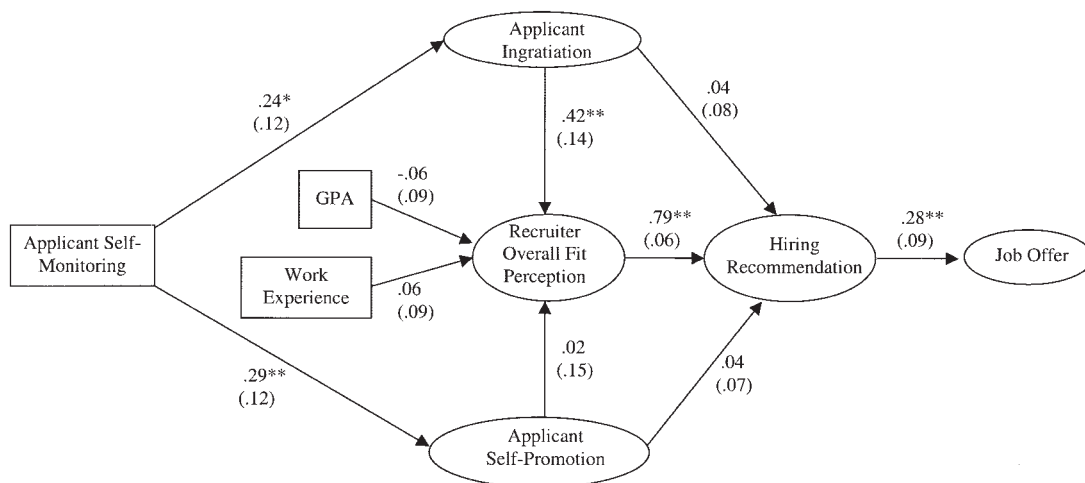 Applicant
Ingratiation
.24*
(.12)
.42**
(.14)
.04
(.08)
GPA
-.06
(.09)
Applicant Self-
Monitoring
Work
Experience
.06
(.09)
Recruiter
Overall Fit
Perception
.79**
(.06)
Hiring
Recommendation
.28**
(.09)
Job Offer
.29**
(.12)
.02
(.15)
.04
(.07)
Applicant
Self-Promotion